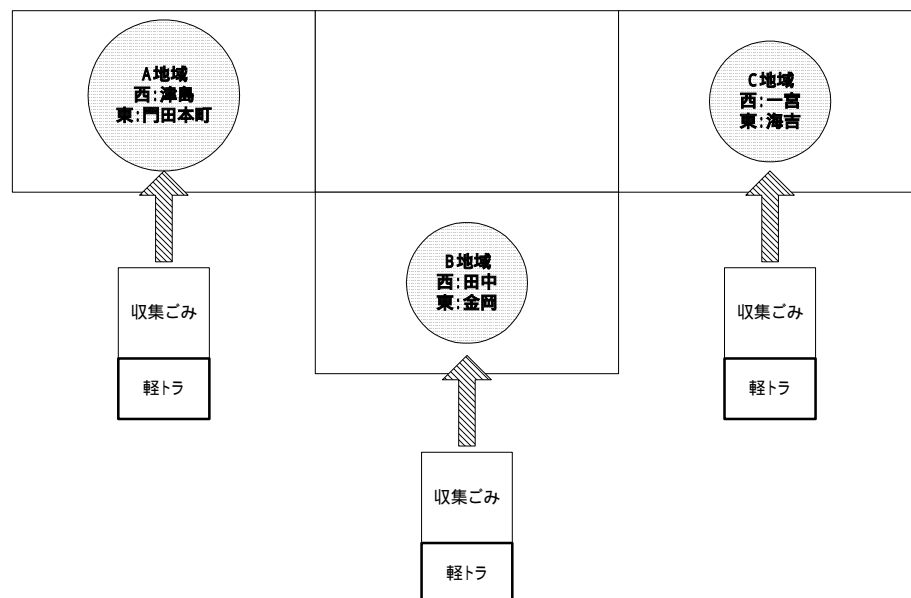 A地域
西:津島
東:門田本町
C地域
西:一宮
東:海吉
B地域
西:田中
東:金岡
収集ごみ
軽トラ
収集ごみ
軽トラ
収集ごみ
軽トラ